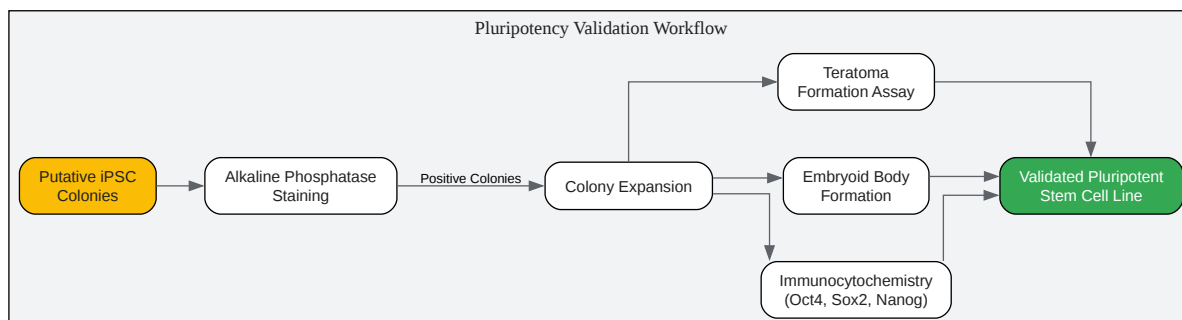 Pluripotency Validation Workflow
Teratoma
Formation Assay
Putative iPSC
Colonies
Alkaline Phosphatase
Staining
Positive Colonies
Colony Expansion
Embryoid Body
Formation
Validated Pluripotent
Stem Cell Line
Immunocytochemistry
(Oct4, Sox2, Nanog)